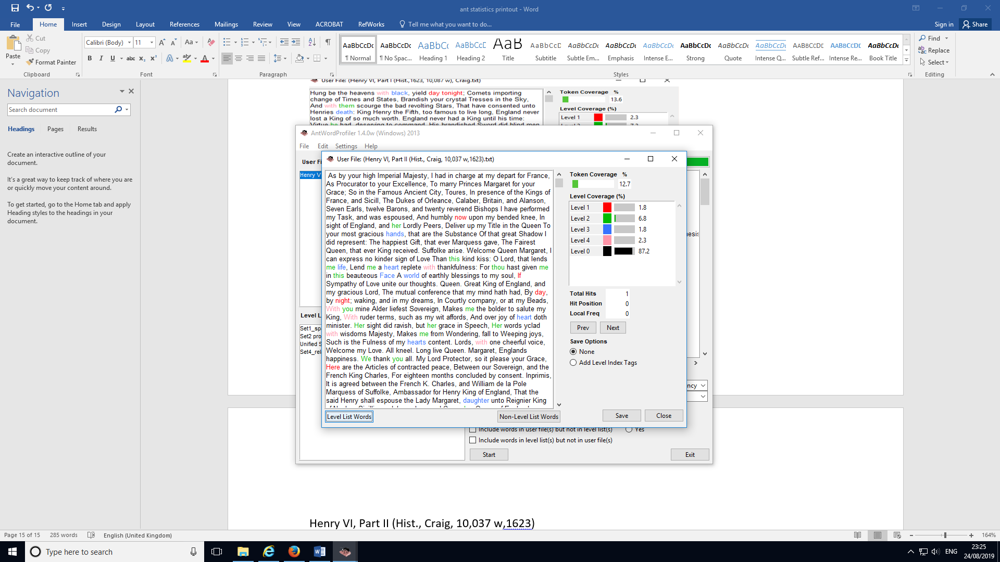 ant statistics printout - Word
File Home Insert Design Layout References Mailings Review View ACROBAT RefWorks Tell me what you want to do... Sign in Share
Paste
Cut
Copy
Format Painter
Clipboard
Calibri (Body) 11
Font
Paragraph
AaBbCcDc AaBbCcDc AaBbCc AaBbCcD AaB AaBbCcD AaBbCcDc AaBbCcDc AaBbCcDc AaBbCcDc AaBbCcDc AaBbCcDc AABBCCDE AABBCCDE AaBbCcDc
¶ Normal ¶ No Spac... Heading 1 Heading 2 Title Subtitle Subtle Em... Emphasis Intense E... Strong Quote Intense Q... Subtle Ref... Intense Re... Book Title
Styles
Find
Replace
Select
Editing
Navigation
Search document
Headings Pages Results
Create an interactive outline of your
document.
It's a great way to keep track of where you are
or quickly move your content around.
To get started, go to the Home tab and apply
Heading styles to the headings in your
document.
User File: (Henry VI, Part I (Hist.,1623, 10,087 w), Craig.txt)
Hung be the heavens with black, yield day tonight; Comets importing
change of Times and States, Brandish your crystal Tresses in the Sky,
And with them scourge the bad revolting Stars, That have consented unto
Henries death: King Henry the Fifth, too famous to live long, England never
lost a King of so much worth. England never had a King until his time:
Virtue he had, deserving to command, His brandished Sword did blind men
Token Coverage %
13.6
Level Coverage (%)
Level 1 2.3
AntWordProfiler 1.4.0w (Windows) 2013
File Edit Settings Help
User Fi
Henry V
Level L
Set1_sp
Set2 pro
Unified S
Set4_rel
User File: (Henry VI, Part II (Hist., Craig, 10,037 w,1623).txt)
As by your high Imperial Majesty, I had in charge at my depart for France,
As Procurator to your Excellence, To marry Princes Margaret for your
Grace; So in the Famous Ancient City, Toures, In presence of the Kings of
France, and Sicill, The Dukes of Orleance, Calaber, Britain, and Alanson,
Seven Earls, twelve Barons, and twenty reverend Bishops I have performed
my Task, and was espoused, And humbly now upon my bended knee, In
sight of England, and her Lordly Peers, Deliver up my Title in the Queen To
your most gracious hands, that are the Substance Of that great Shadow I
did represent: The happiest Gift, that ever Marquess gave, The Fairest
Queen, that ever King received. Suffolke arise. Welcome Queen Margaret, I
can express no kinder sign of Love Than this kind kiss: O Lord, that lends
me life, Lend me a heart replete with thankfulness: For thou hast given me
in this beauteous Face A world of earthly blessings to my soul, If
Sympathy of Love unite our thoughts. Queen. Great King of England, and
my gracious Lord, The mutual conference that my mind hath had, By day,
by night; waking, and in my dreams, In Courtly company, or at my Beads,
With you mine Alder liefest Sovereign, Makes me the bolder to salute my
King, With ruder terms, such as my wit affords, And over joy of heart doth
minister. Her sight did ravish, but her grace in Speech, Her words yclad
with wisdoms Majesty, Makes me from Wondering, fall to Weeping joys,
Such is the Fulness of my hearts content. Lords, with one cheerful voice,
Welcome my Love. All kneel. Long live Queen. Margaret, Englands
happiness. We thank you all. My Lord Protector, so it please your Grace,
Here are the Articles of contracted peace, Between our Sovereign, and the
French King Charles, For eighteen months concluded by consent. Inprimis,
It is agreed between the French K. Charles, and William de la Pole
Marquess of Suffolke, Ambassador for Henry King of England, That the
said Henry shall espouse the Lady Margaret, daughter unto Reignier King
Token Coverage %
12.7
Level Coverage (%)
Level 1 1.8
Level 2 6.8
Level 3 1.8
Level 4 2.3
Level 0 87.2
Total Hits 1
Hit Position 0
Local Freq 0
Prev Next
Save Options
None
Add Level Index Tags
Level List Words Non-Level List Words Save Close
nesis
ncy
Include words in user file(s) but not in level list(s) Yes
Include words in level list(s) but not in user file(s)
Start Exit
Henry VI, Part II (Hist., Craig, 10,037 w,1623)
Page 15 of 15 285 words English (United Kingdom) 164%
Type here to search
ENG
23:25
24/08/2019